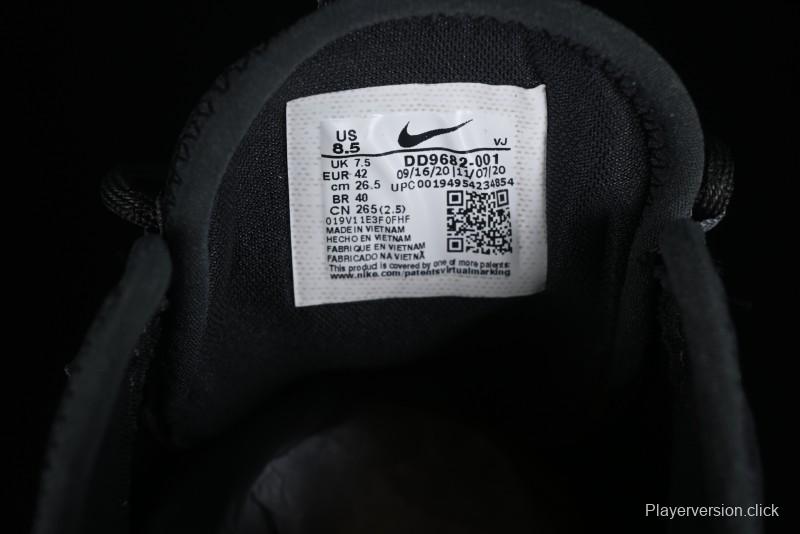 US
8.5
VJ
UK 7.5
DD9682-001
EUR 42
09/16/20 | 11/07/20
cm 26.5
UPC00194954234854
BR 40
CN 265(2.5)
019V11E3F0FHF
MADE IN VIETNAM
HECHO EN VIETNAM
FABRIQUE EN VIETNAM
FABRICADO NA VIETNÃ
This product is covered by one of more patents:
www.nike.com/patentsvirtualmarking
Playerversion.click